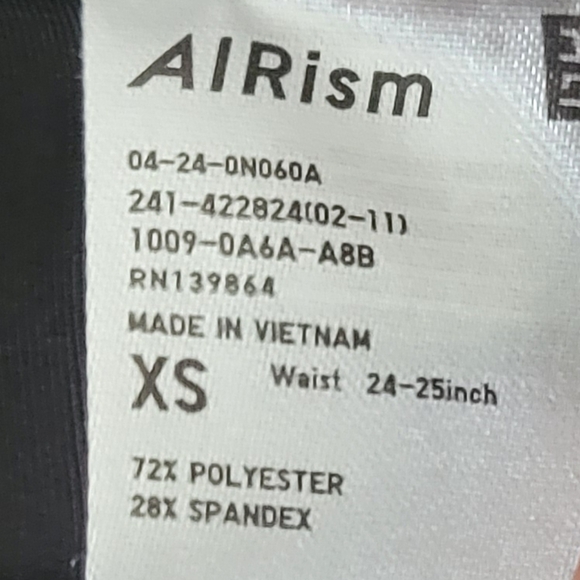 AIRism
04-24-0N060A
241-422824(02-11)
1009-0A6A-A8B
RN139864
MADE IN VIETNAM
XS Waist 24-25inch
72% POLYESTER
28% SPANDEX